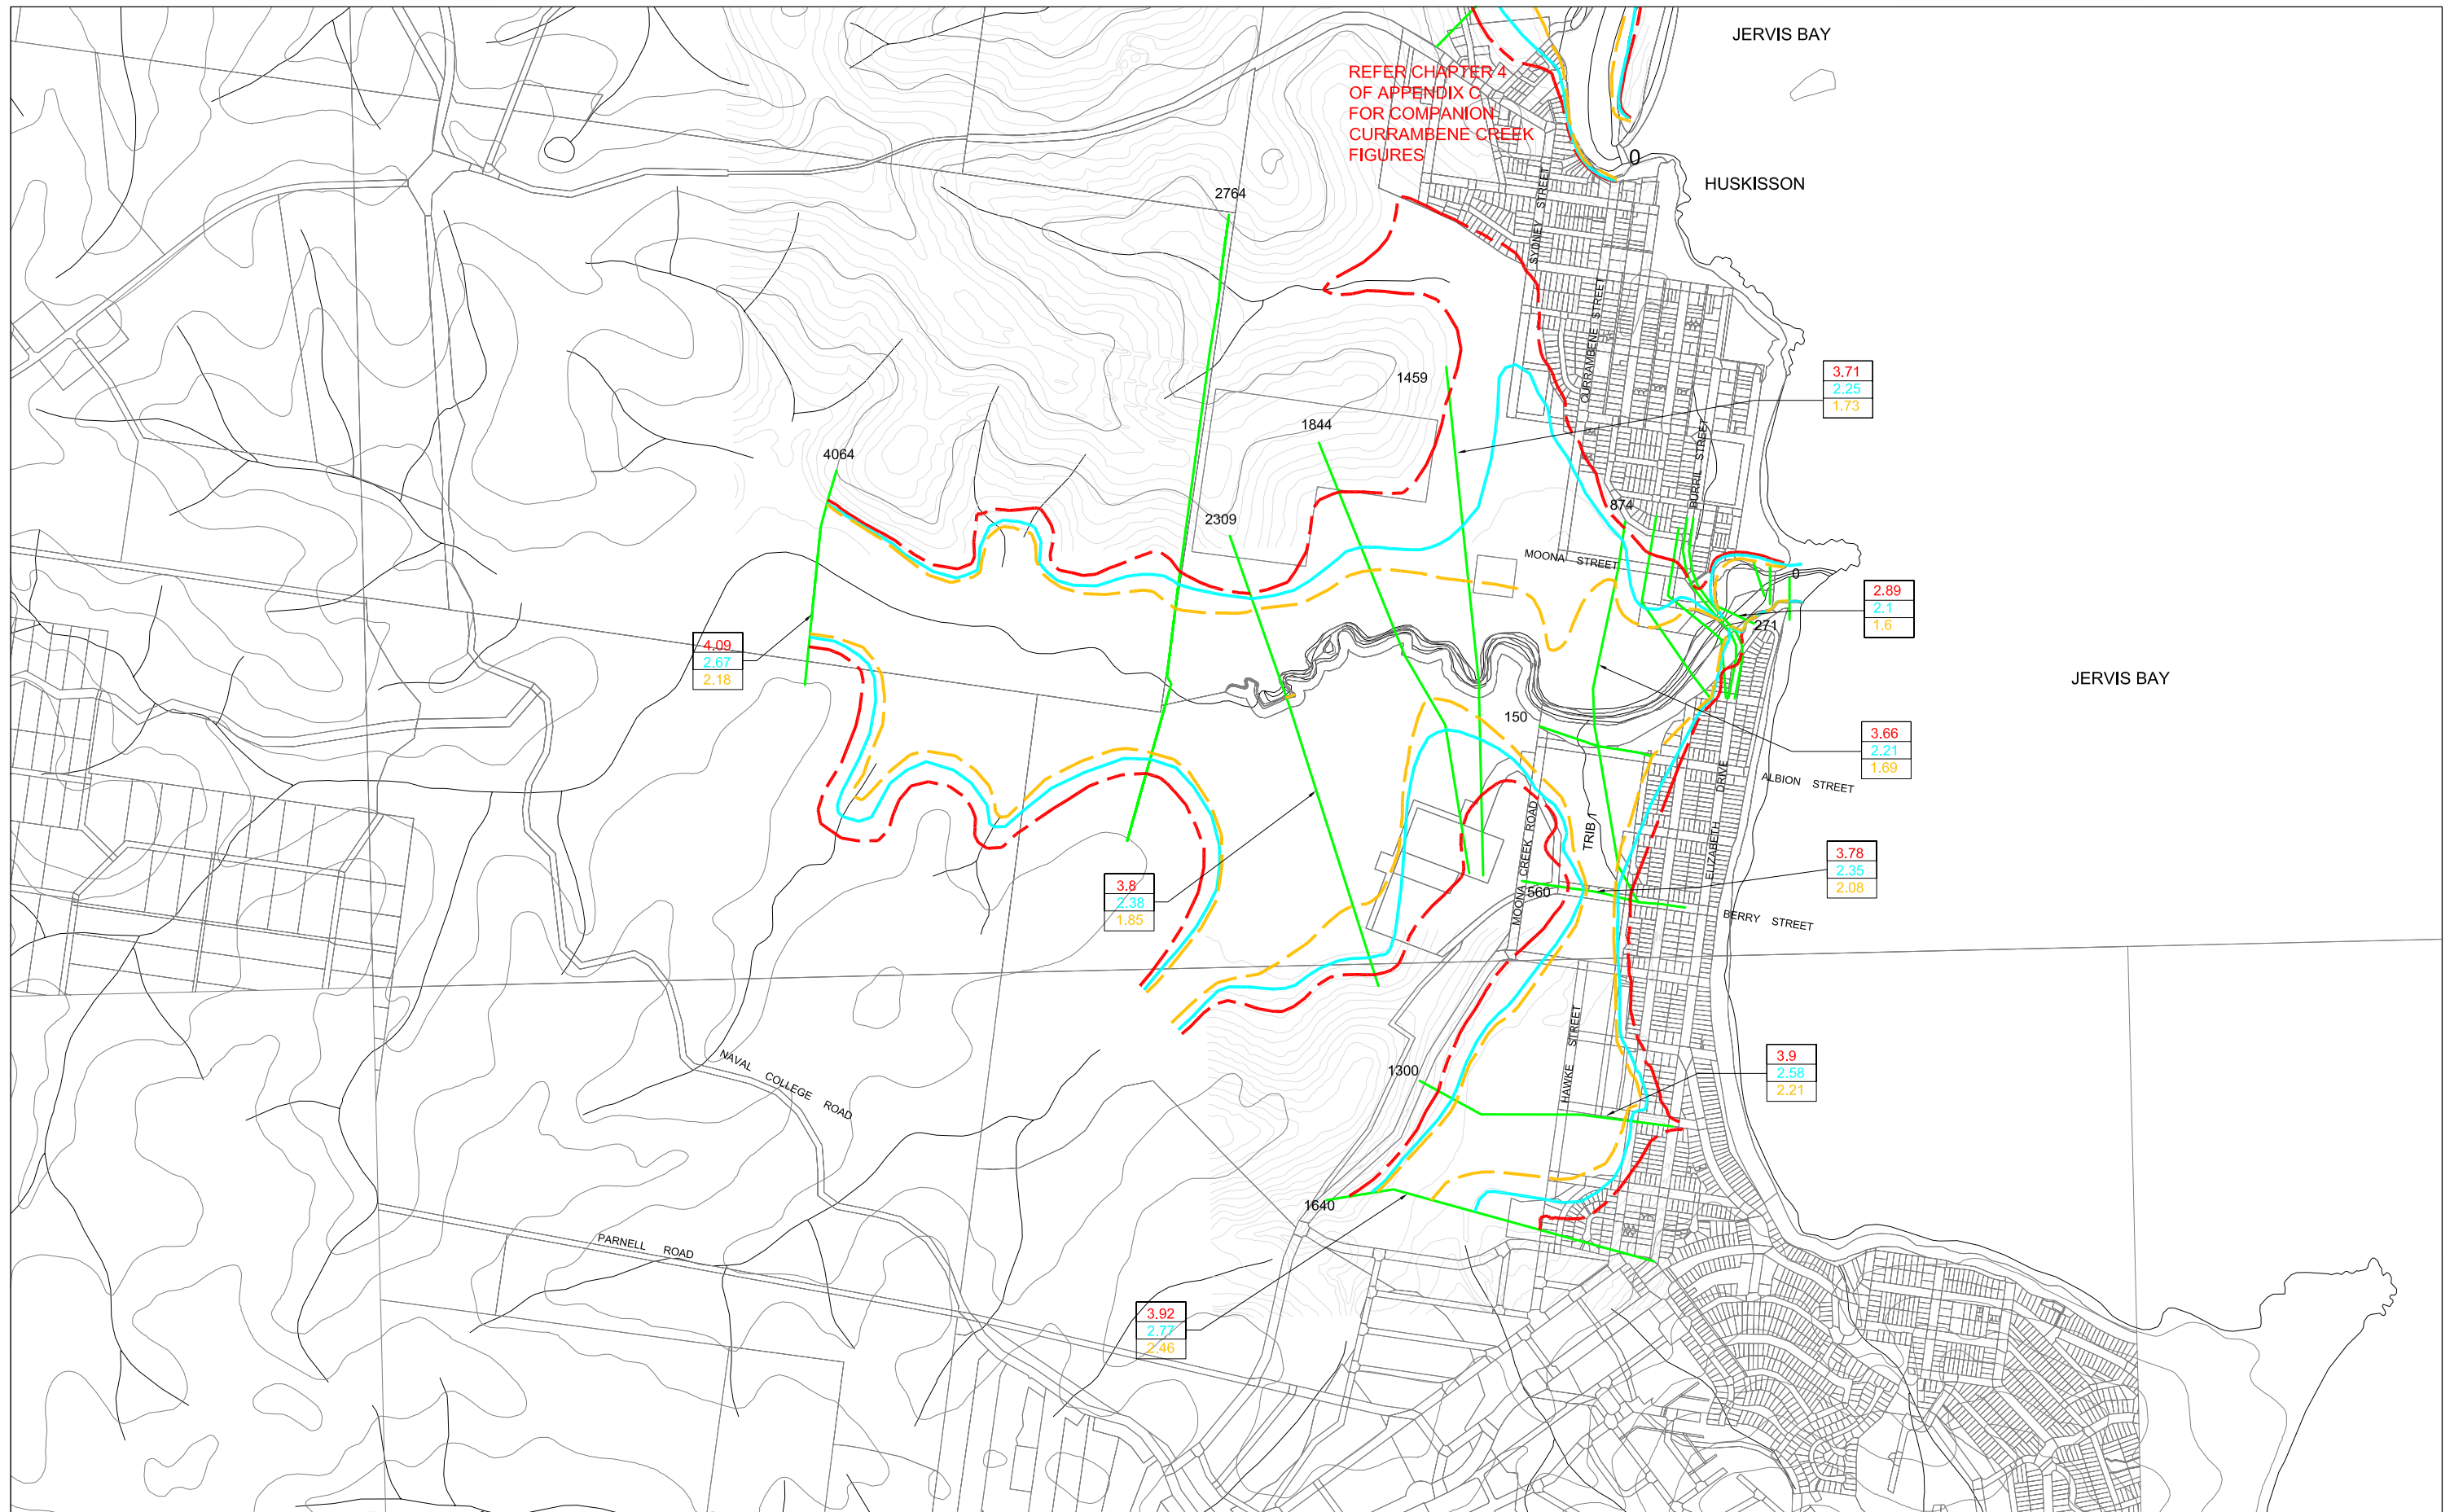 JERVIS BAY
REFER CHAPTER 4
OF APPENDIX C
FOR COMPANION
CURRAMBENE CREEK
FIGURES
0
HUSKISSON
2764
SYDNEY STREET
CURRAMBENE STREET
3.71
2.25
1.73
1459
1844
BURRIL STREET
4064
874
2309
MOONA STREET
0
2.89
2.1
1.6
271
4.09
2.67
2.18
JERVIS BAY
150
3.66
2.21
1.69
ALBION STREET
ELIZABETH DRIVE
MOONA CREEK ROAD
TRIB 1
3.78
2.35
2.08
3.8
2.38
1.85
560
BERRY STREET
HAWKE STREET
NAVAL COLLEGE ROAD
1300
3.9
2.58
2.21
1640
PARNELL ROAD
3.92
2.77
2.46